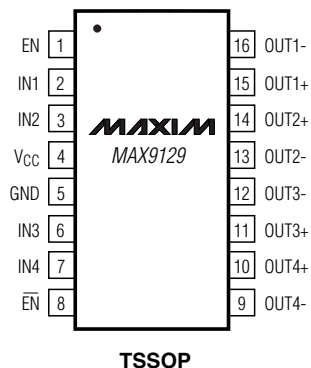 EN 1 16 OUT1-
IN1 2 15 OUT1+
IN2 3 14 OUT2+
MAXIM
VCC 4 MAX9129 13 OUT2-
GND 5 12 OUT3-
IN3 6 11 OUT3+
IN4 7 10 OUT4+
E̅N̅ 8 9 OUT4-
TSSOP